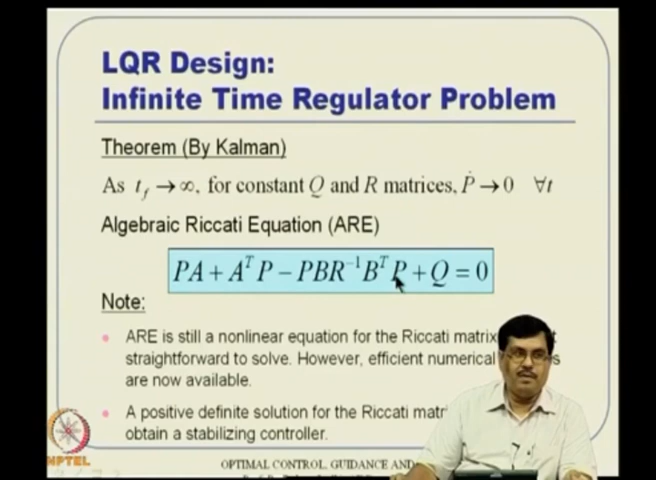 LQR Design:
Infinite Time Regulator Problem
Theorem (By Kalman)
As t_f → ∞, for constant Q and R matrices, Ṗ → 0 ∀t
Algebraic Riccati Equation (ARE)
PA + A^T P − PBR^{-1} B^T P + Q = 0
Note:
• ARE is still a nonlinear equation for the Riccati matrix
straightforward to solve. However, efficient numerical
are now available.
• A positive definite solution for the Riccati
obtain a stabilizing controller.
NPTEL
OPTIMAL CONTROL, GUIDANCE AND